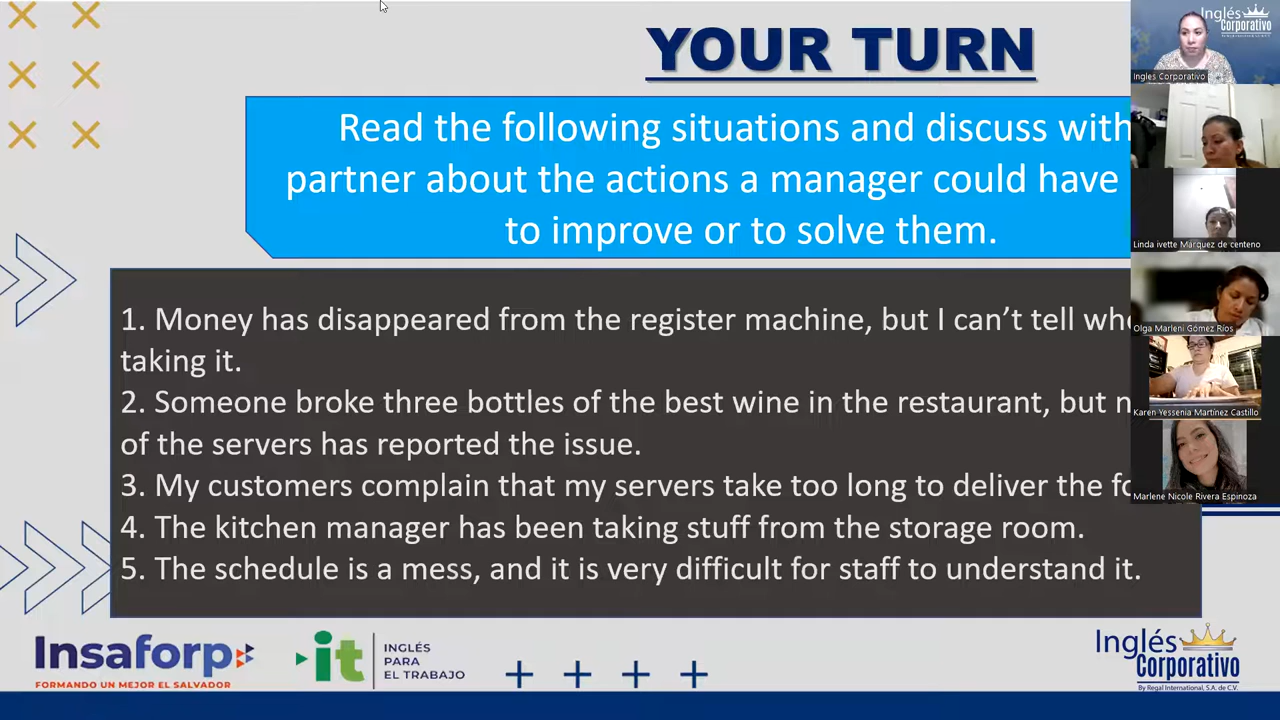 YOUR TURN
Read the following situations and discuss with
partner about the actions a manager could have
to improve or to solve them.
1. Money has disappeared from the register machine, but I can’t tell
taking it.
2. Someone broke three bottles of the best wine in the restaurant, but
of the servers has reported the issue.
3. My customers complain that my servers take too long to deliver the
4. The kitchen manager has been taking stuff from the storage room.
5. The schedule is a mess, and it is very difficult for staff to understand it.
Inglés
Corporativo
Ingles Corporativo
Linda ivette Marquez de centeno
Olga Marleni Gómez Ríos
Karen Yessenia Martínez Castillo
Marlene Nicole Rivera Espinoza
Insaforp
FORMANDO UN MEJOR EL SALVADOR
it
INGLÉS
PARA
EL TRABAJO
Inglés
Corporativo
By Regal International, S.A. de C.V.